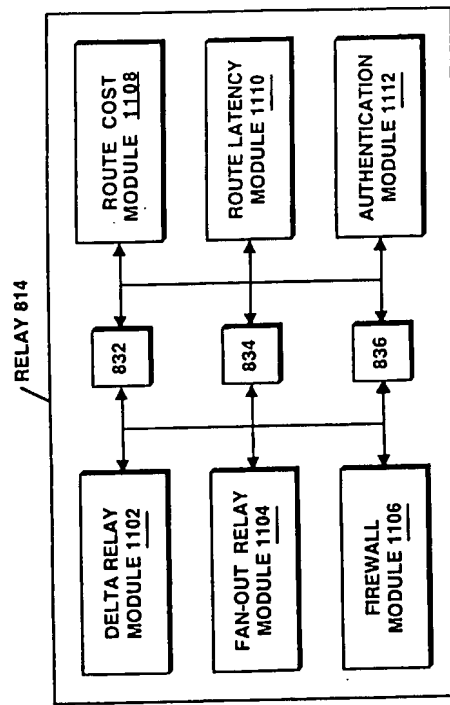 RELAY 814
DELTA RELAY
MODULE 1102
FAN-OUT RELAY
MODULE 1104
FIREWALL
MODULE 1106
832
834
836
ROUTE COST
MODULE 1108
ROUTE LATENCY
MODULE 1110
AUTHENTICATION
MODULE 1112